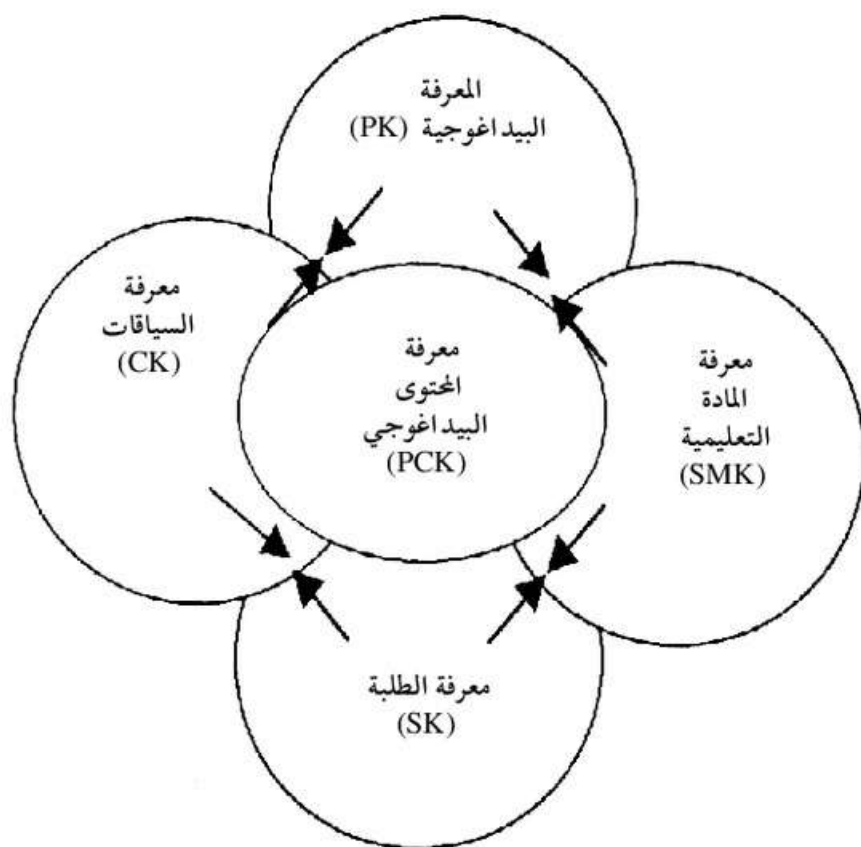 المعرفة
البيداغوجية (PK)
معرفة
السياقات
(CK)
معرفة
المحتوى
البيداغوجي
(PCK)
معرفة
المادة
التعليمية
(SMK)
معرفة الطلبة
(SK)